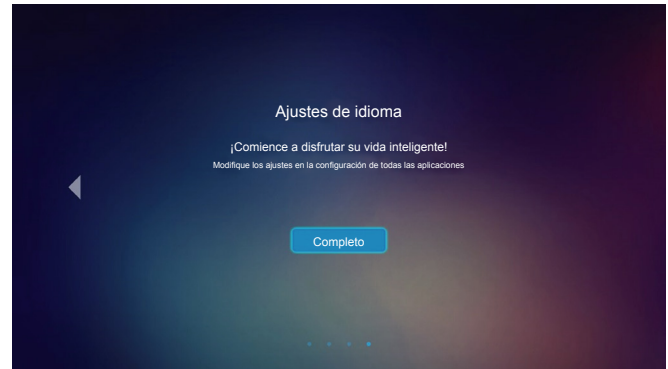 Ajustes de idioma
¡Comience a disfrutar su vida inteligente!
Modifique los ajustes en la configuración de todas las aplicaciones
Completo